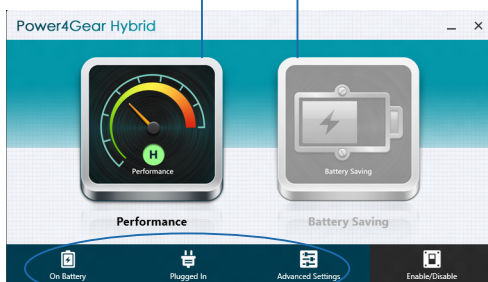 Power4Gear Hybrid
H
Performance
Battery Saving
Performance
Battery Saving
On Battery
Plugged In
Advanced Settings
Enable/Disable